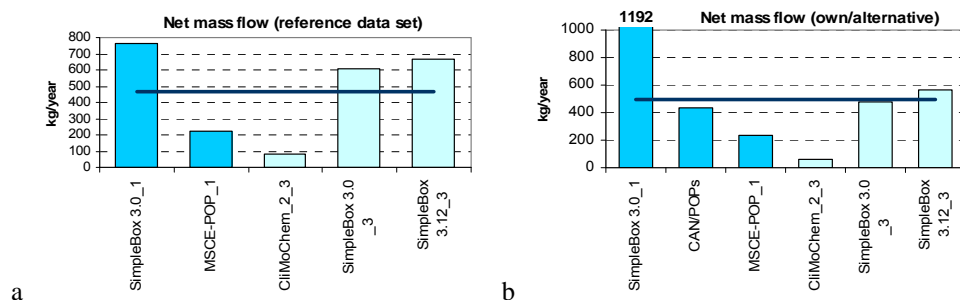 Net mass flow (reference data set)
kg/year
800
700
600
500
400
300
200
100
0
SimpleBox 3.0_1
MSCE-POP_1
CliMoChem_2_3
SimpleBox 3.0
_3
SimpleBox
3.12_3
a
1192
Net mass flow (own/alternative)
kg/year
1000
800
600
400
200
0
SimpleBox 3.0_1
CAN/POPs
MSCE-POP_1
CliMoChem_2_3
SimpleBox 3.0
_3
SimpleBox
3.12_3
b